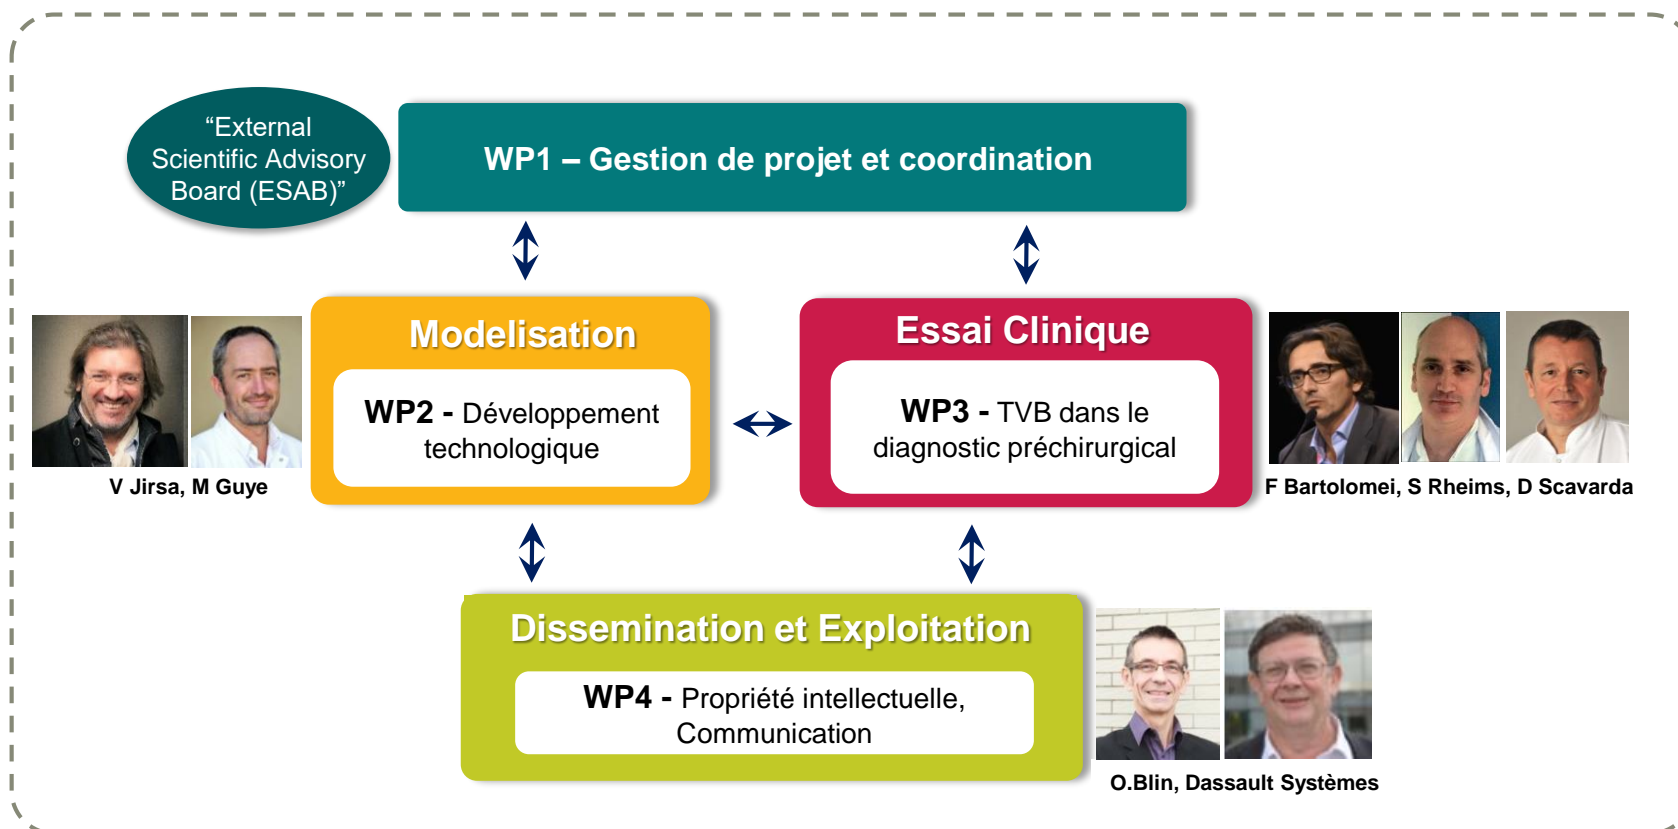 “External
Scientific Advisory
Board (ESAB)”
WP1 – Gestion de projet et coordination
Modelisation
WP2 - Développement
technologique
V Jirsa, M Guye
Essai Clinique
WP3 - TVB dans le
diagnostic préchirurgical
F Bartolomei, S Rheims, D Scavarda
Dissemination et Exploitation
WP4 - Propriété intellectuelle,
Communication
O.Blin, Dassault Systèmes